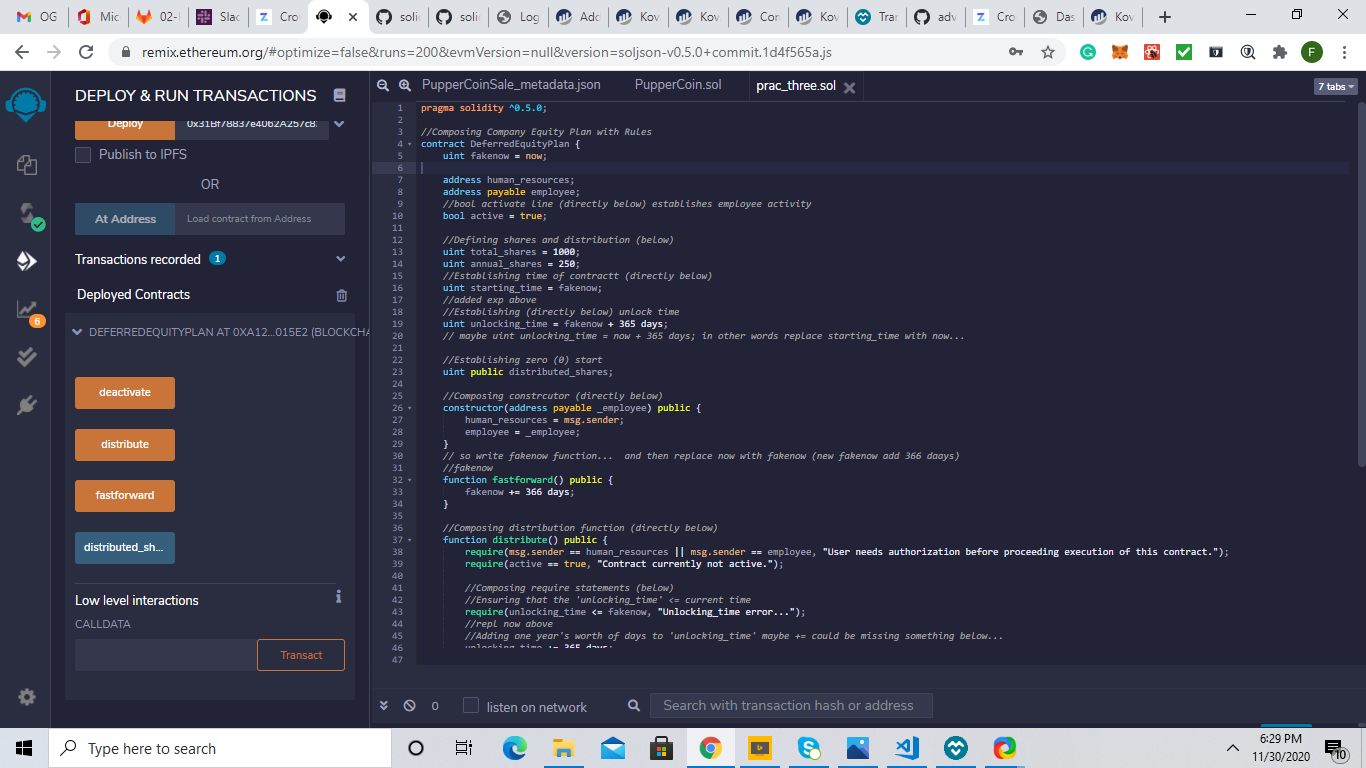 OG
Mic
02-
Slac
Cro
solid
solid
Log
Add
Kov
Kov
Con
Kov
Tra
adv
Cro
Das
Kov
remix.ethereum.org/#optimize=false&runs=200&evmVersion=null&version=soljson-v0.5.0+commit.1d4f565a.js
F
DEPLOY & RUN TRANSACTIONS
Deploy
Publish to IPFS
OR
At Address
Load contract from Address
Transactions recorded 1
Deployed Contracts
6
DEFERREDEQUITYPLAN AT 0XA12...015E2 (BLOCKCHA
deactivate
distribute
fastforward
distributed_sh...
Low level interactions
CALLDATA
Transact
PupperCoinSale_metadata.json
PupperCoin.sol
prac_three.sol
7 tabs
1 pragma solidity ^0.5.0;
2
3 //Composing Company Equity Plan with Rules
4 contract DeferredEquityPlan {
5 uint fakenow = now;
6
7 address human_resources;
8 address payable employee;
9 //bool activate line (directly below) establishes employee activity
10 bool active = true;
11
12 //Defining shares and distribution (below)
13 uint total_shares = 1000;
14 uint annual_shares = 250;
15 //Establishing time of contractt (directly below)
16 uint starting_time = fakenow;
17 //added exp above
18 //Establishing (directly below) unlock time
19 uint unlocking_time = fakenow + 365 days;
20 // maybe uint unlocking_time = now + 365 days; in other words replace starting_time with now...
21
22 //Establishing zero (0) start
23 uint public distributed_shares;
24
25 //Composing constrcutor (directly below)
26 constructor(address payable _employee) public {
27 human_resources = msg.sender;
28 employee = _employee;
29 }
30 // so write fakenow function... and then replace now with fakenow (new fakenow add 366 daays)
31 //fakenow
32 function fastforward() public {
33 fakenow += 366 days;
34 }
35
36 //Composing distribution function (directly below)
37 function distribute() public {
38 require(msg.sender == human_resources || msg.sender == employee, "User needs authorization before proceeding execution of this contract.");
39 require(active == true, "Contract currently not active.");
40
41 //Composing require statements (below)
42 //Ensuring that the 'unlocking_time' <= current time
43 require(unlocking_time <= fakenow, "Unlocking_time error...");
44 //repl now above
45 //Adding one year's worth of days to 'unlocking_time' maybe += could be missing something below...
46 unlocking_time += 365 days;
47
0
listen on network
Search with transaction hash or address
Type here to search
6:29 PM
11/30/2020
10